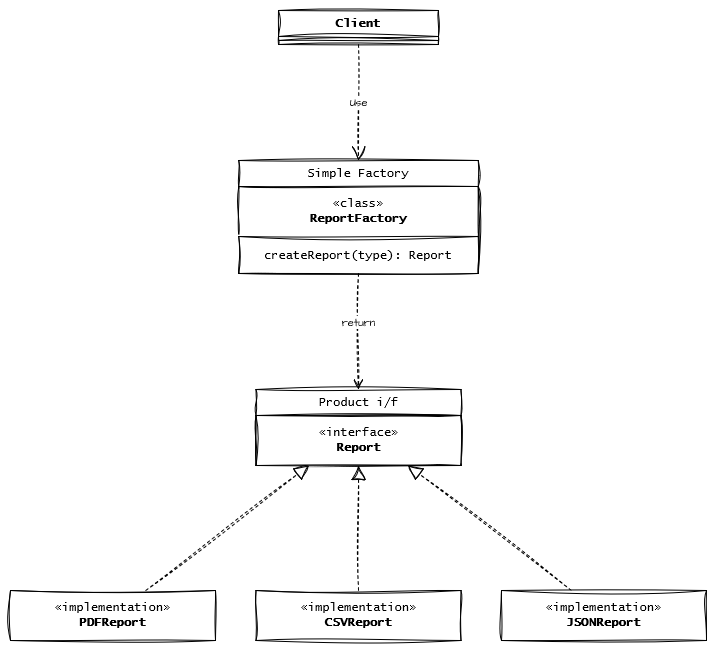 Client
use
Simple Factory
«class»
ReportFactory
createReport(type): Report
return
Product i/f
«interface»
Report
«implementation»
PDFReport
«implementation»
CSVReport
«implementation»
JSONReport